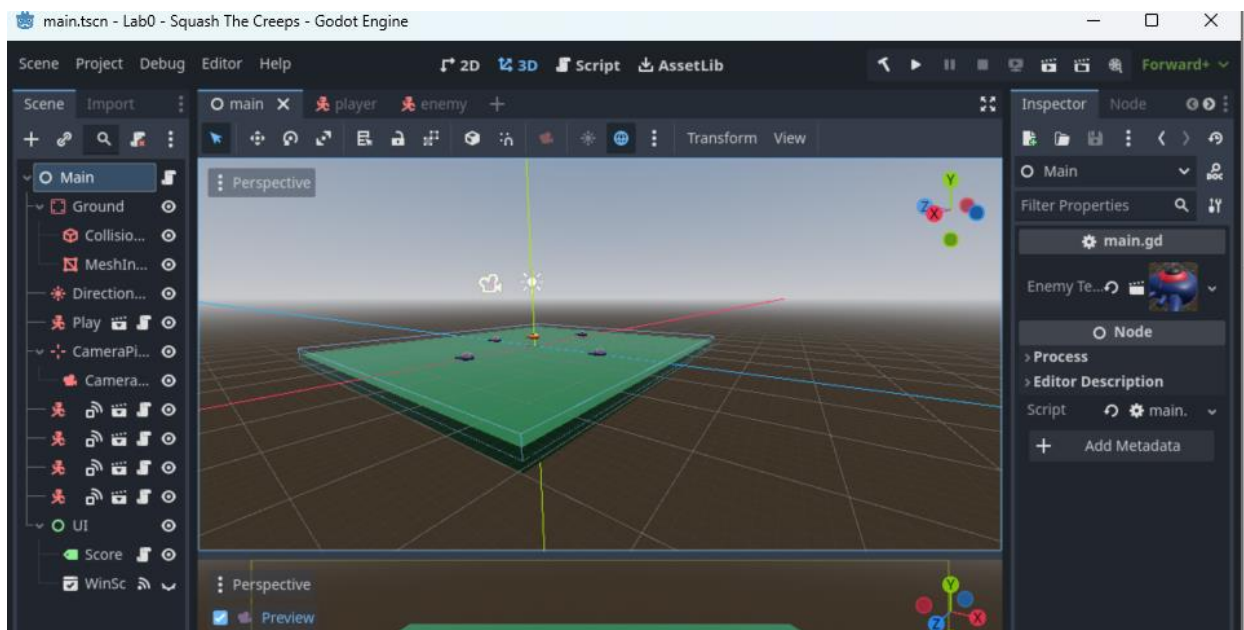 main.tscn - Lab0 - Squash The Creeps - Godot Engine
Scene Project Debug Editor Help
2D 3D Script AssetLib
Forward+
Scene Import
main player enemy
Inspector Node
Transform View
Main
Ground
Collisio...
MeshIn...
Direction...
Play
CameraPi...
Camera...
UI
Score
WinSc
Perspective
Y
Z
X
Perspective
Preview
Y
Z
X
Main
DOC
Filter Properties
main.gd
Enemy Te...
Node
Process
Editor Description
Script main.
Add Metadata